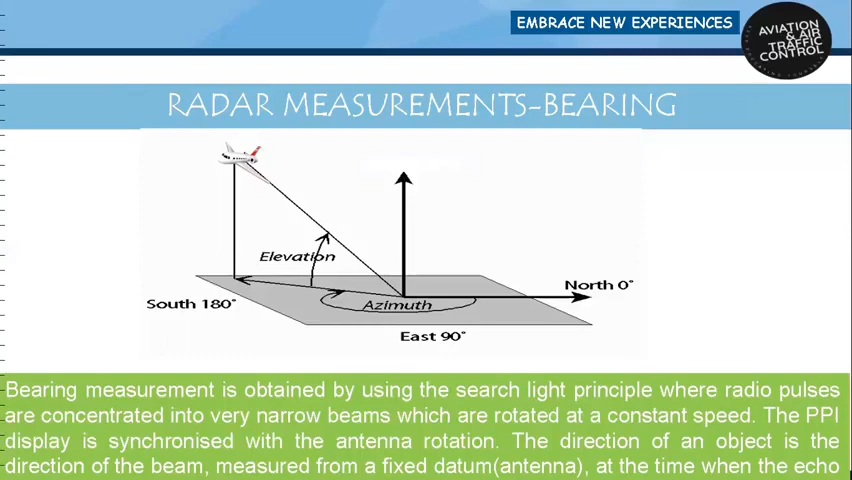 EMBRACE NEW EXPERIENCES
AVIATION
& AIR
TRAFFIC
CONTROL
RADAR MEASUREMENTS-BEARING
Elevation
North 0°
South 180°
Azimuth
East 90°
Bearing measurement is obtained by using the search light principle where radio pulses
are concentrated into very narrow beams which are rotated at a constant speed. The PPI
display is synchronised with the antenna rotation. The direction of an object is the
direction of the beam, measured from a fixed datum(antenna), at the time when the echo